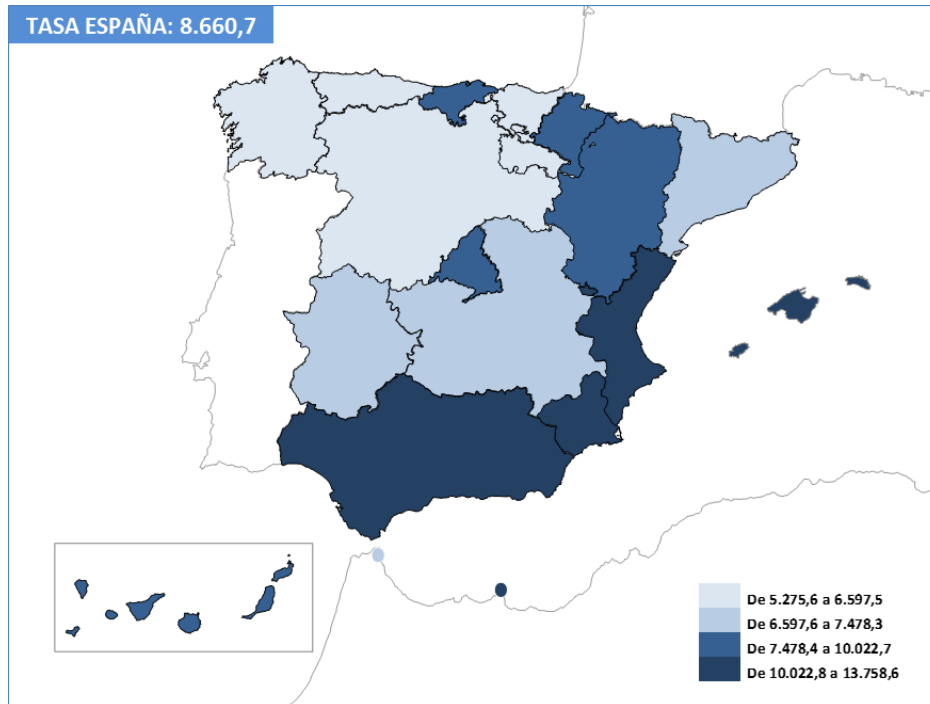 TASA ESPAÑA: 8.660,7
De 5.275,6 a 6.597,5
De 6.597,6 a 7.478,3
De 7.478,4 a 10.022,7
De 10.022,8 a 13.758,6